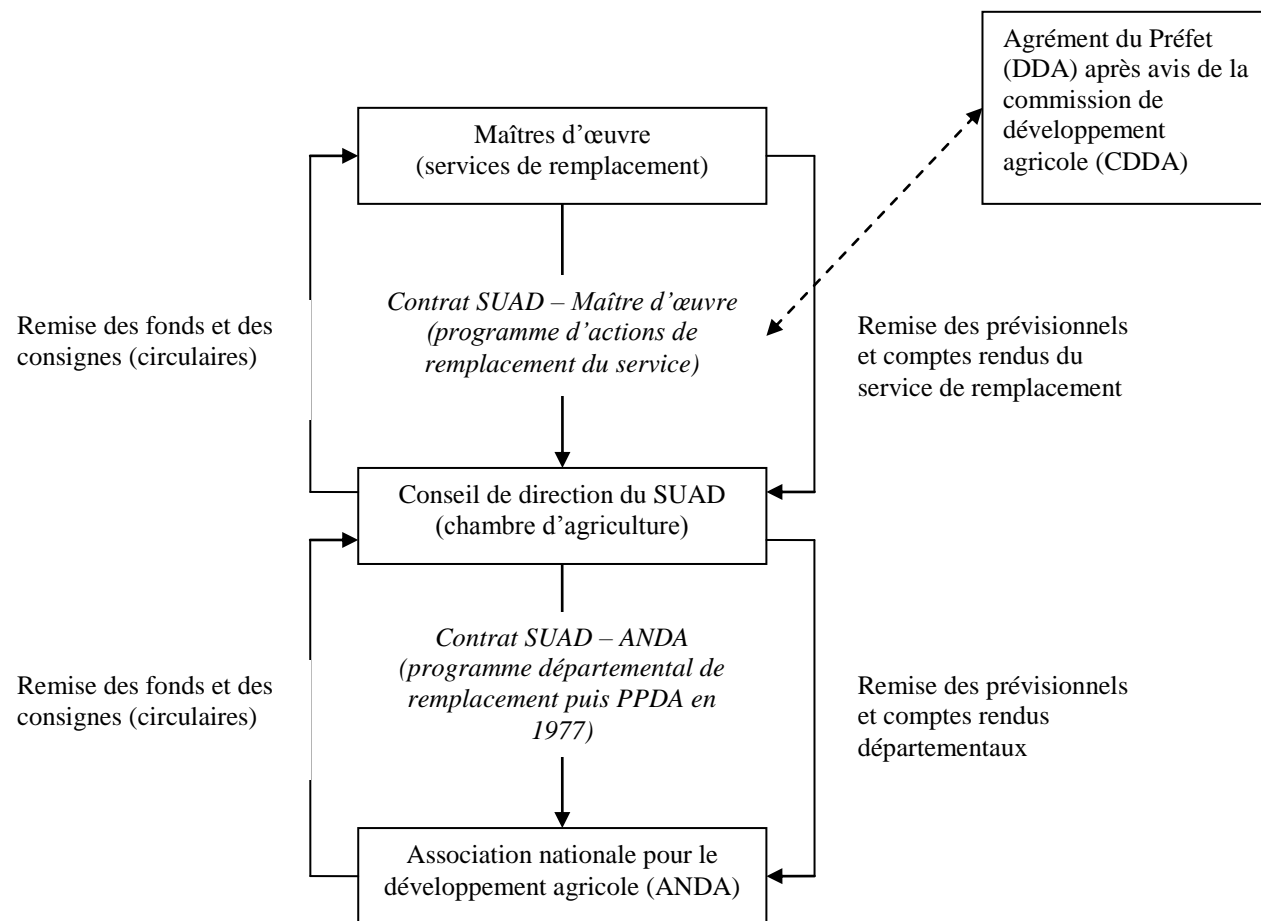 Agrément du Préfet
(DDA) après avis de la
commission de
développement
agricole (CDDA)
Maîtres d’œuvre
(services de remplacement)
Remise des fonds et des
consignes (circulaires)
Contrat SUAD – Maître d’œuvre
(programme d’actions de
remplacement du service)
Remise des prévisionnels
et comptes rendus du
service de remplacement
Conseil de direction du SUAD
(chambre d’agriculture)
Remise des fonds et des
consignes (circulaires)
Contrat SUAD – ANDA
(programme départemental de
remplacement puis PPDA en
1977)
Remise des prévisionnels
et comptes rendus
départementaux
Association nationale pour le
développement agricole (ANDA)